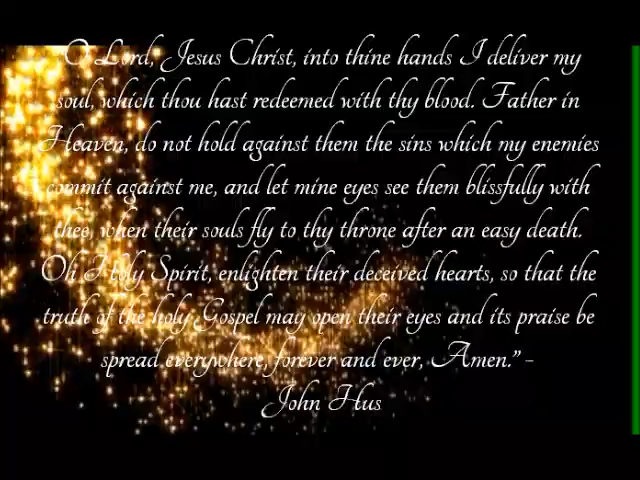 "O Lord, Jesus Christ, into thine hands I deliver my
soul, which thou hast redeemed with thy blood. Father in
Heaven, do not hold against them the sins which my enemies
commit against me, and let mine eyes see them blissfully with
thee, when their souls fly to thy throne after an easy death.
Oh Holy Spirit, enlighten their deceived hearts, so that the
truth of the holy Gospel may open their eyes and its praise be
spread everywhere, forever and ever, Amen." -
John Hus